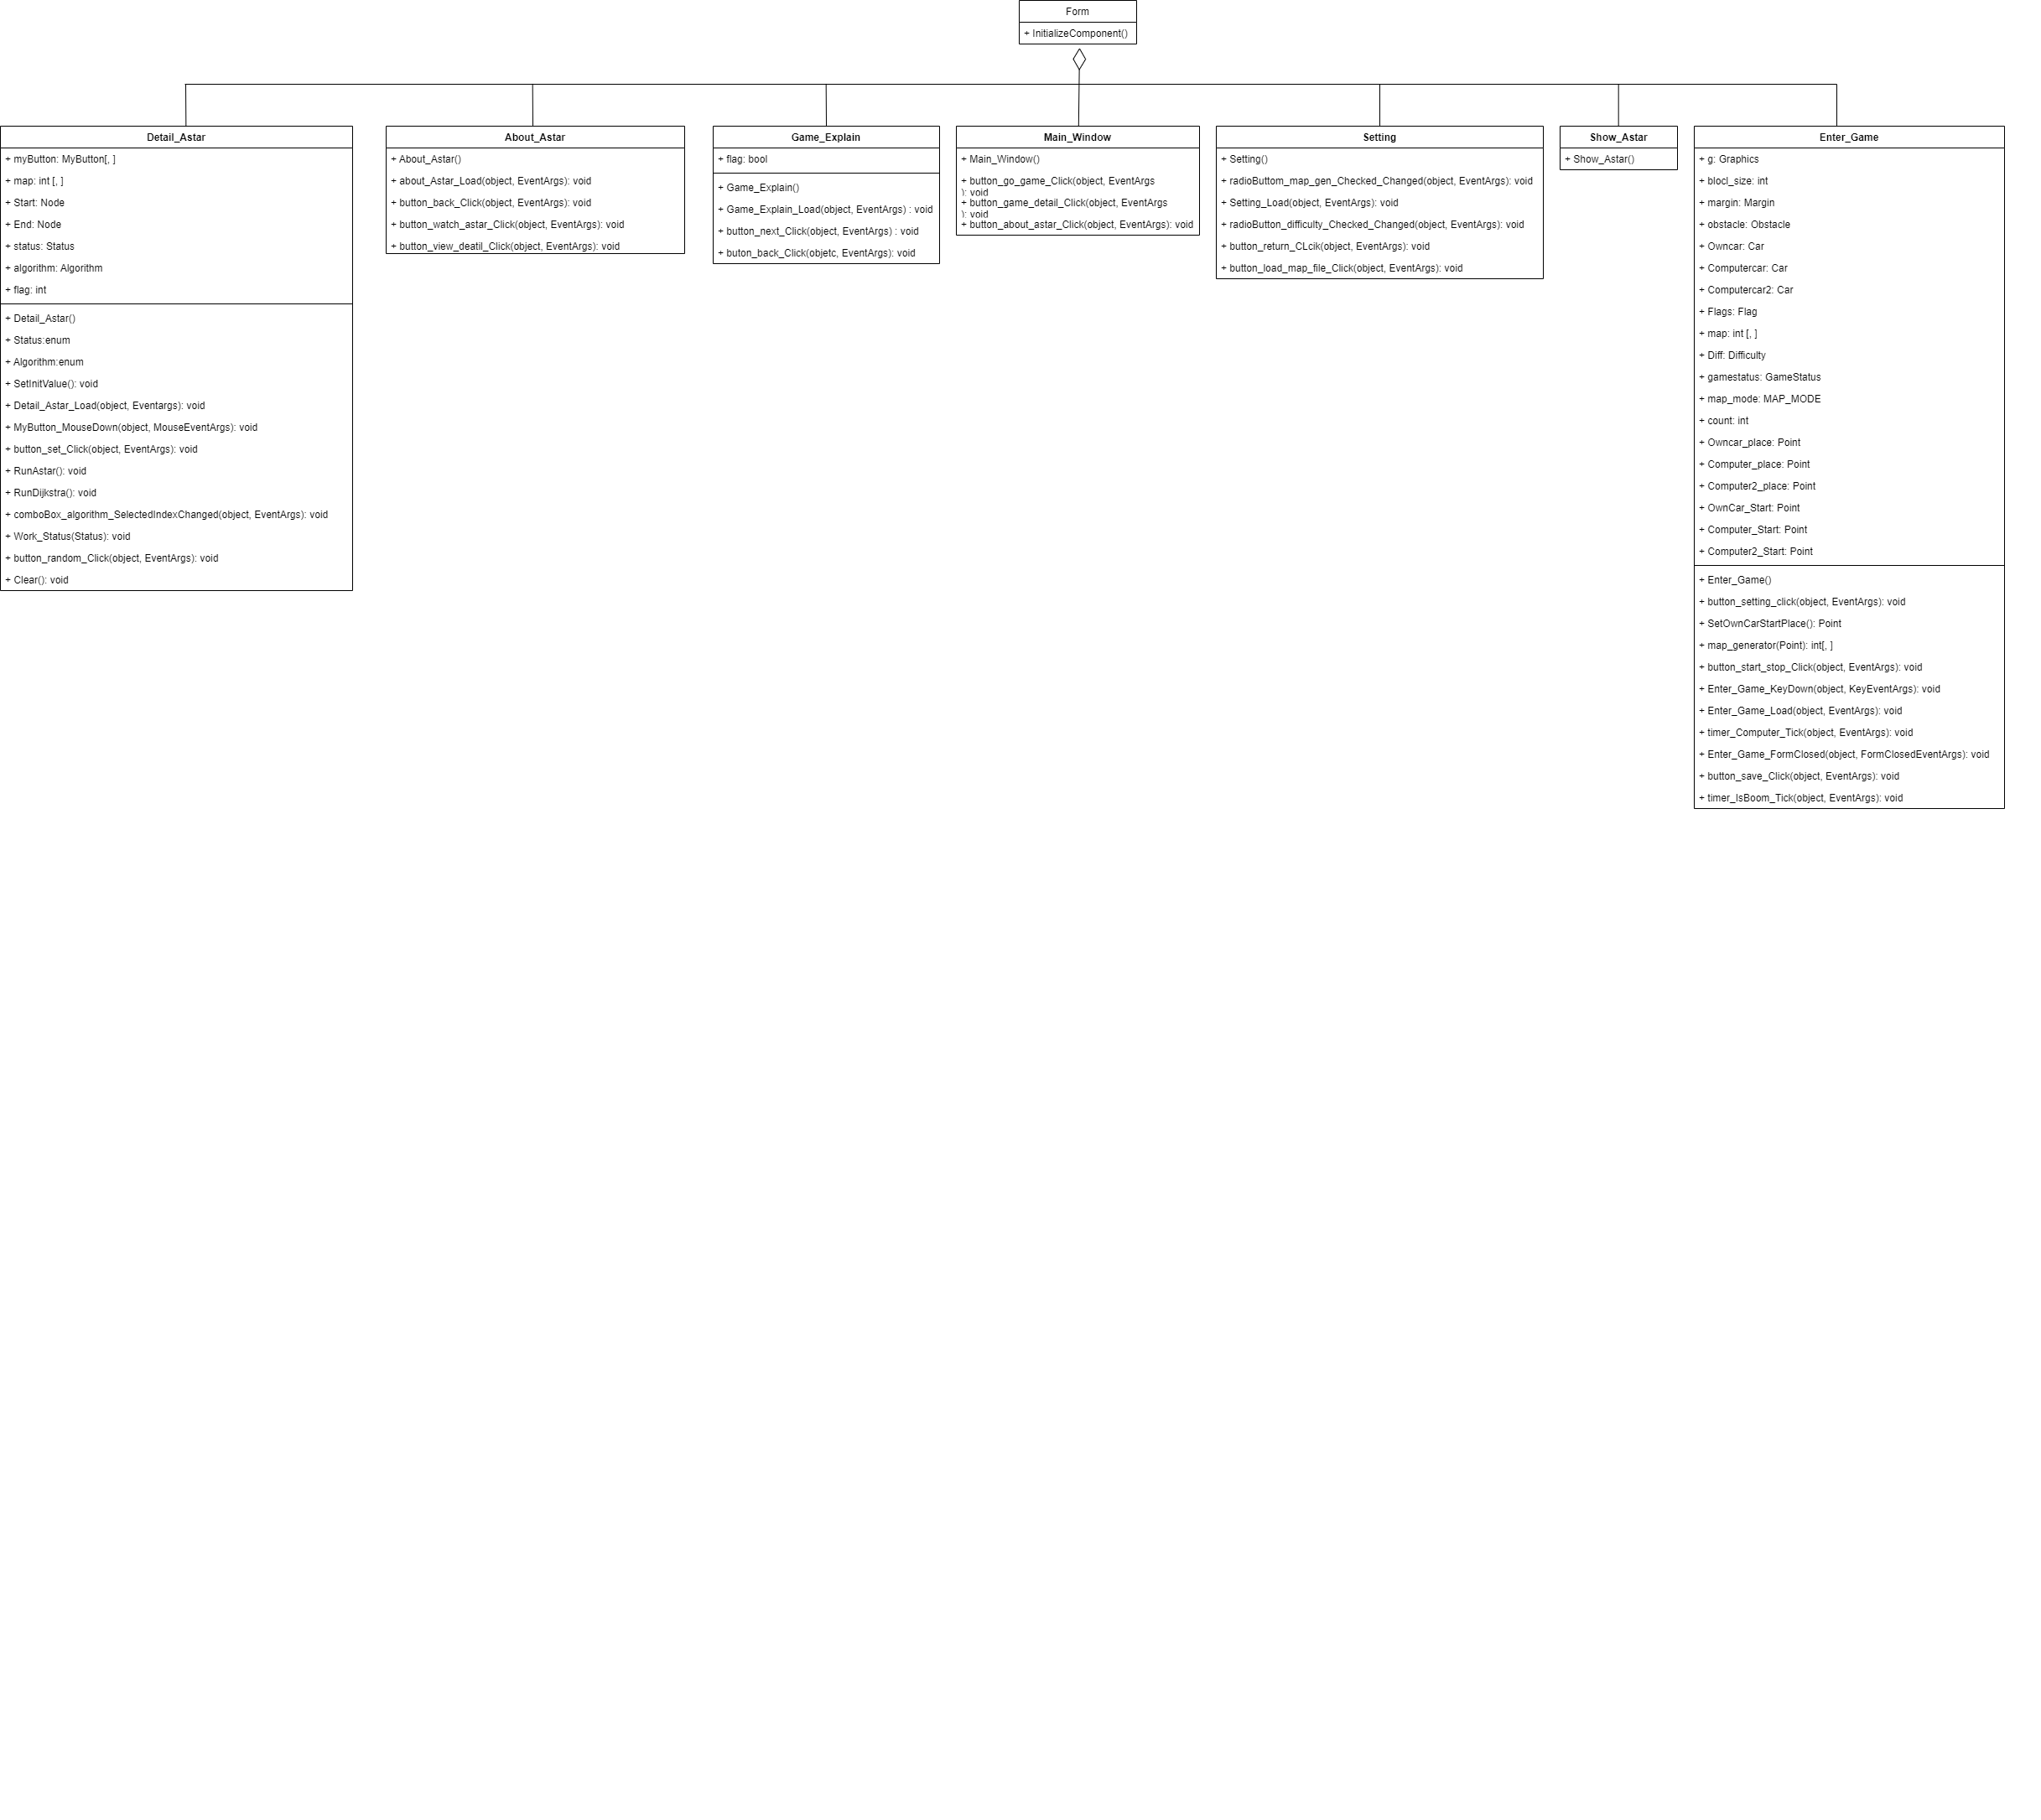 Form
+ InitializeComponent()
Detail_Astar
+ myButton: MyButton[, ]
+ map: int [, ]
+ Start: Node
+ End: Node
+ status: Status
+ algorithm: Algorithm
+ flag: int
+ Detail_Astar()
+ Status:enum
+ Algorithm:enum
+ SetInitValue(): void
+ Detail_Astar_Load(object, Eventargs): void
+ MyButton_MouseDown(object, MouseEventArgs): void
+ button_set_Click(object, EventArgs): void
+ RunAstar(): void
+ RunDijkstra(): void
+ comboBox_algorithm_SelectedIndexChanged(object, EventArgs): void
+ Work_Status(Status): void
+ button_random_Click(object, EventArgs): void
+ Clear(): void
About_Astar
+ About_Astar()
+ about_Astar_Load(object, EventArgs): void
+ button_back_Click(object, EventArgs): void
+ button_watch_astar_Click(object, EventArgs): void
+ button_view_deatil_Click(object, EventArgs): void
Game_Explain
+ flag: bool
+ Game_Explain()
+ Game_Explain_Load(object, EventArgs) : void
+ button_next_Click(object, EventArgs) : void
+ buton_back_Click(objetc, EventArgs): void
Main_Window
+ Main_Window()
+ button_go_game_Click(object, EventArgs
): void
+ button_game_detail_Click(object, EventArgs
): void
+ button_about_astar_Click(object, EventArgs): void
Setting
+ Setting()
+ radioButtom_map_gen_Checked_Changed(object, EventArgs): void
+ Setting_Load(object, EventArgs): void
+ radioButton_difficulty_Checked_Changed(object, EventArgs): void
+ button_return_CLcik(object, EventArgs): void
+ button_load_map_file_Click(object, EventArgs): void
Show_Astar
+ Show_Astar()
Enter_Game
+ g: Graphics
+ blocl_size: int
+ margin: Margin
+ obstacle: Obstacle
+ Owncar: Car
+ Computercar: Car
+ Computercar2: Car
+ Flags: Flag
+ map: int [, ]
+ Diff: Difficulty
+ gamestatus: GameStatus
+ map_mode: MAP_MODE
+ count: int
+ Owncar_place: Point
+ Computer_place: Point
+ Computer2_place: Point
+ OwnCar_Start: Point
+ Computer_Start: Point
+ Computer2_Start: Point
+ Enter_Game()
+ button_setting_click(object, EventArgs): void
+ SetOwnCarStartPlace(): Point
+ map_generator(Point): int[, ]
+ button_start_stop_Click(object, EventArgs): void
+ Enter_Game_KeyDown(object, KeyEventArgs): void
+ Enter_Game_Load(object, EventArgs): void
+ timer_Computer_Tick(object, EventArgs): void
+ Enter_Game_FormClosed(object, FormClosedEventArgs): void
+ button_save_Click(object, EventArgs): void
+ timer_IsBoom_Tick(object, EventArgs): void